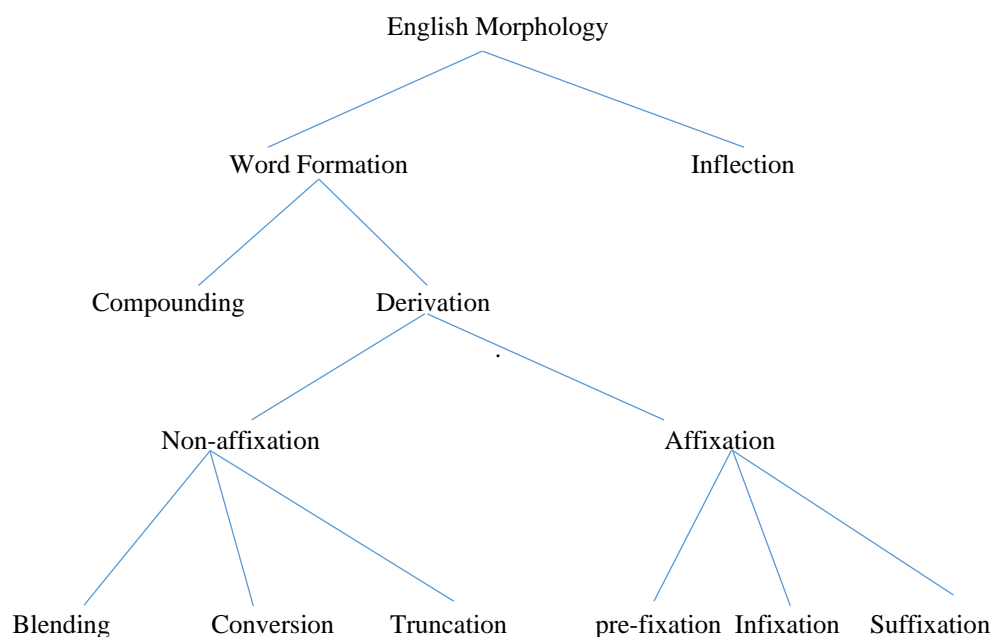 English Morphology
Word Formation Inflection
Compounding Derivation
.
Non-affixation Affixation
Blending Conversion Truncation pre-fixation Infixation Suffixation